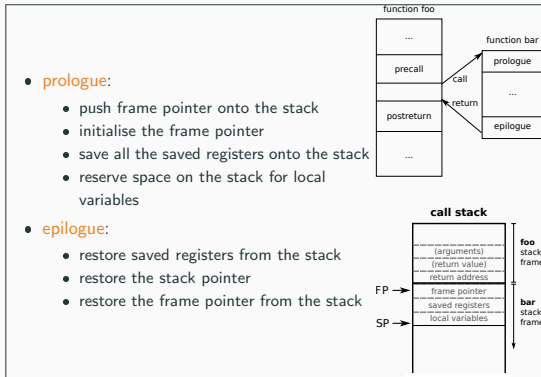 prologue:
push frame pointer onto the stack
initialise the frame pointer
save all the saved registers onto the stack
reserve space on the stack for local
variables
epilogue:
restore saved registers from the stack
restore the stack pointer
restore the frame pointer from the stack
function foo
...
precall
postreturn
...
call
return
function bar
prologue
...
epilogue
call stack
(arguments)
(return value)
return address
frame pointer
saved registers
local variables
FP
SP
foo
stack
frame
bar
stack
frame